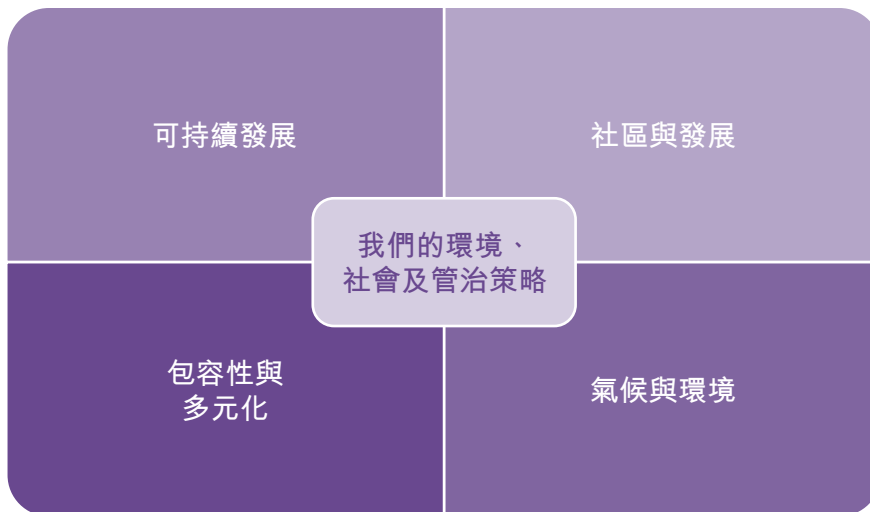 可持續發展
社區與發展
我們的環境、
社會及管治策略
包容性與
多元化
氣候與環境